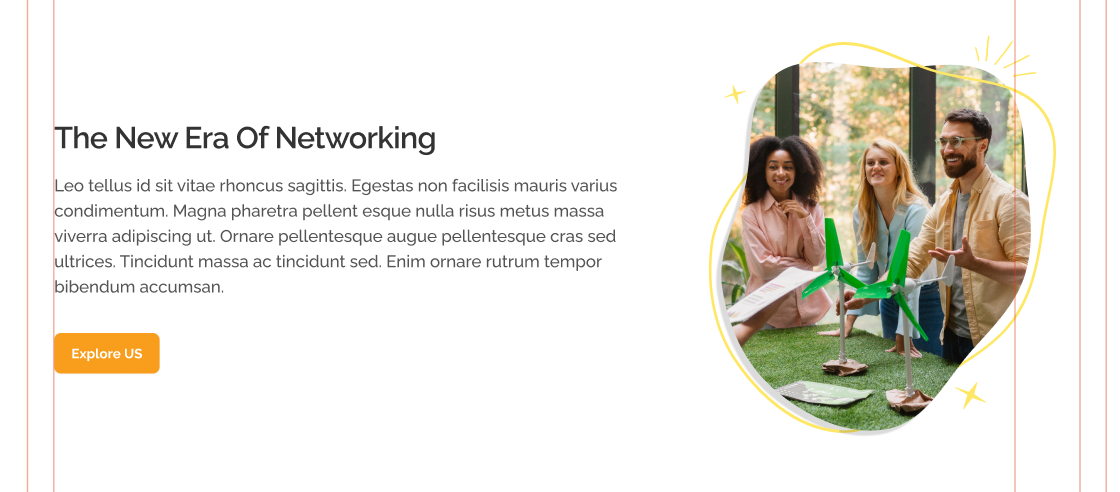 The New Era Of Networking
Leo tellus id sit vitae rhoncus sagittis. Egestas non facilisis mauris varius
condimentum. Magna pharetra pellent esque nulla risus metus massa
viverra adipiscing ut. Ornare pellentesque augue pellentesque cras sed
ultrices. Tincidunt massa ac tincidunt sed. Enim ornare rutrum tempor
bibendum accumsan.
Explore US